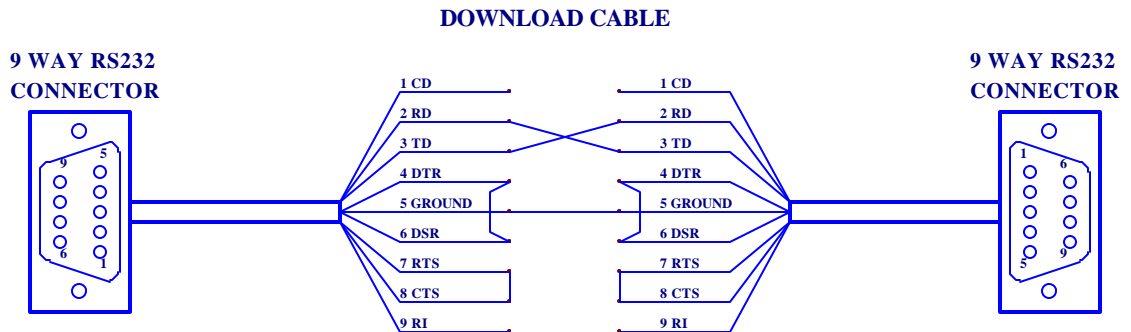 DOWNLOAD CABLE
9 WAY RS232
CONNECTOR
9 WAY RS232
CONNECTOR
1 CD
2 RD
3 TD
4 DTR
5 GROUND
6 DSR
7 RTS
8 CTS
9 RI
1 CD
2 RD
3 TD
4 DTR
5 GROUND
6 DSR
7 RTS
8 CTS
9 RI
9
5
6
1
1
6
5
9